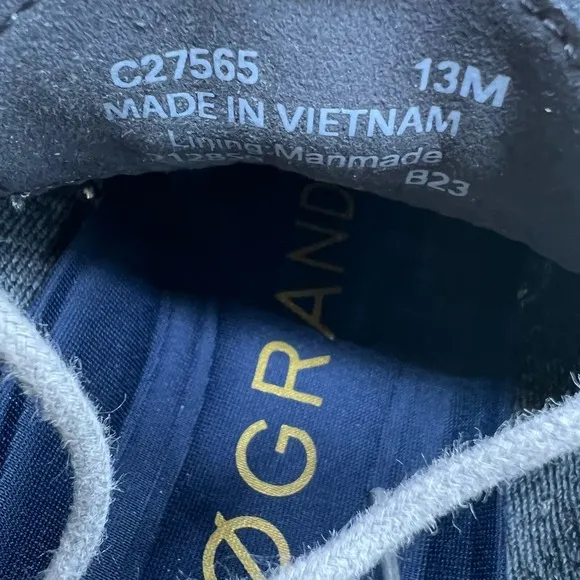 C27565 13M
MADE IN VIETNAM
Lining-Manmade
B23
ØGRAND